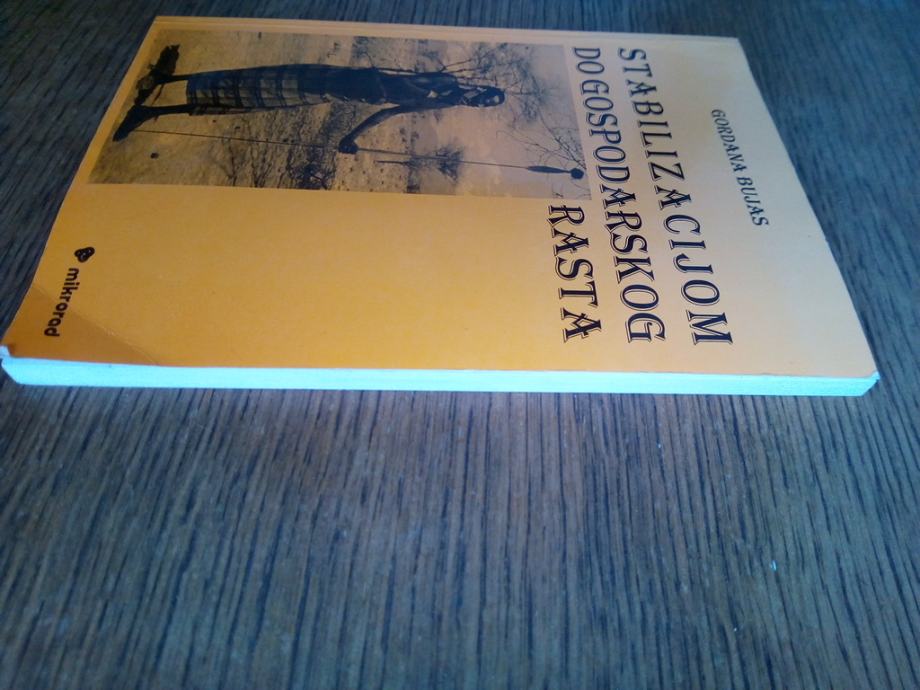 GORDANA BUJAS
STABILIZACIJOM
DO GOSPODARSKOG
RASTA
mikrorad